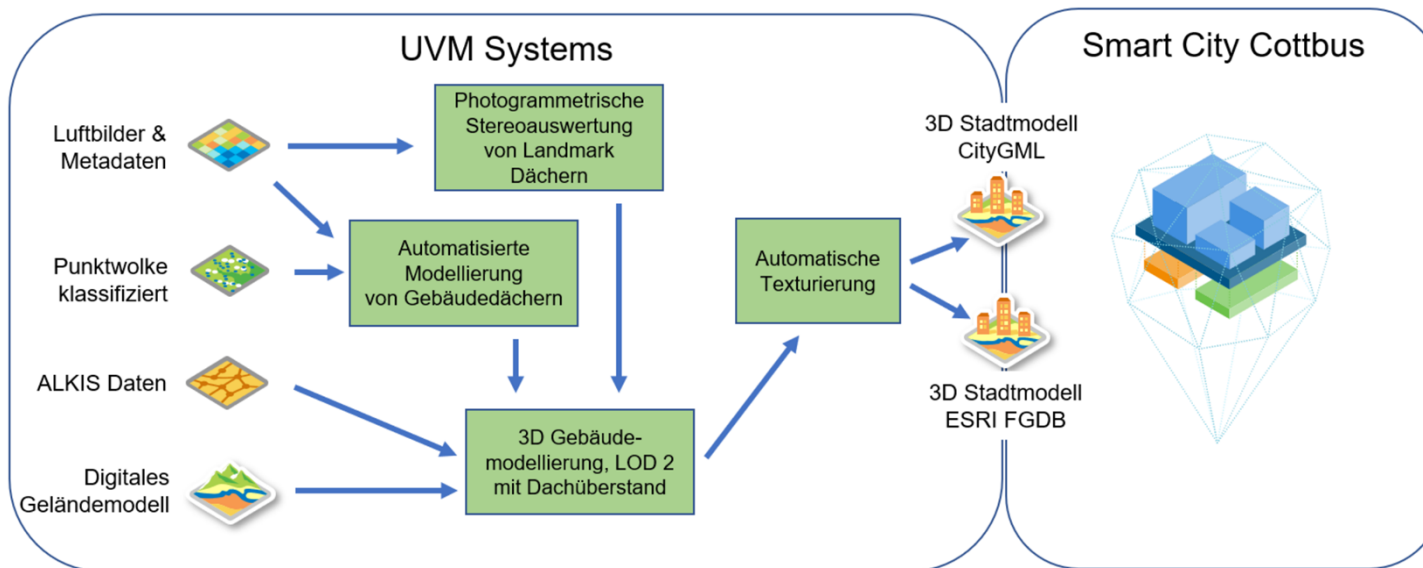 UVM Systems
Smart City Cottbus
Luftbilder &
Metadaten
Photogrammetrische
Stereoauswertung
von Landmark
Dächern
3D Stadtmodell
CityGML
Punktwolke
klassifiziert
Automatisierte
Modellierung
von Gebäudedächern
Automatische
Texturierung
ALKIS Daten
3D Stadtmodell
ESRI FGDB
Digitales
Geländemodell
3D Gebäude-
modellierung, LOD 2
mit Dachüberstand